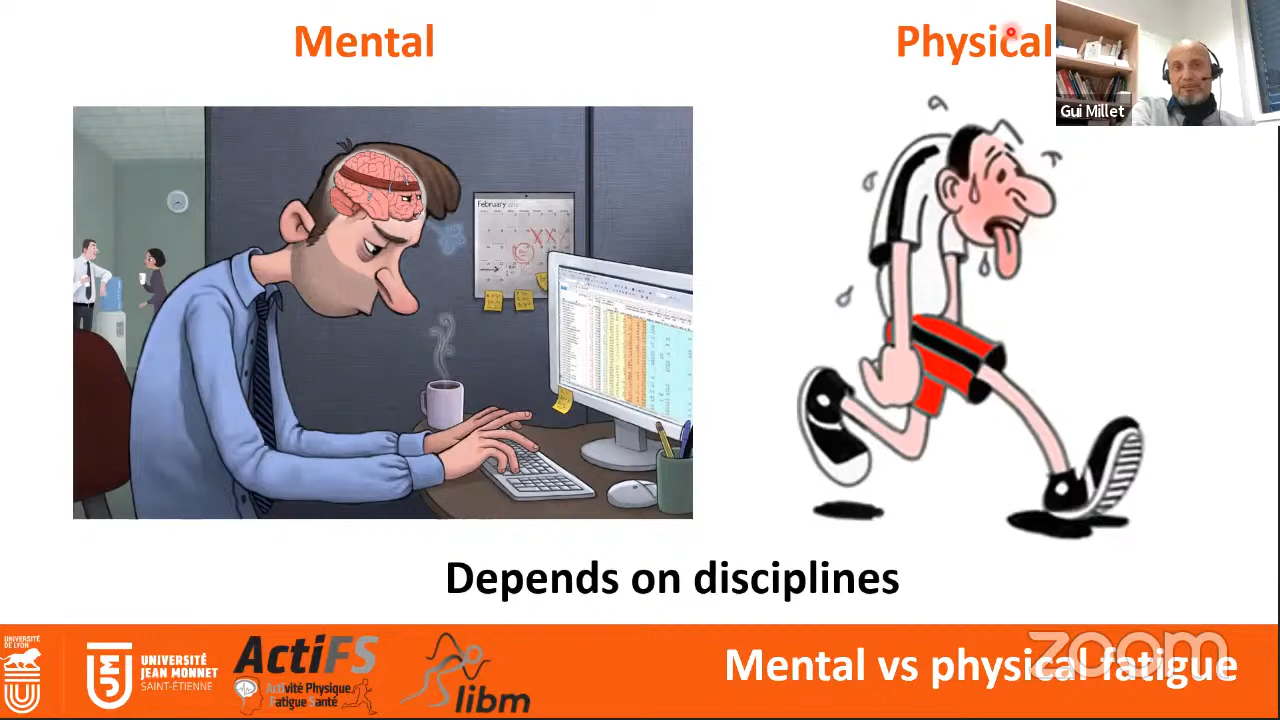 Mental
Physical
Gui Millet
February
Depends on disciplines
UNIVERSITÉ
DE LYON
UNIVERSITÉ
JEAN MONNET
SAINT-ÉTIENNE
ActiFS
Activité Physique
Fatigue Santé
libm
Mental vs physical fatigue
zoom